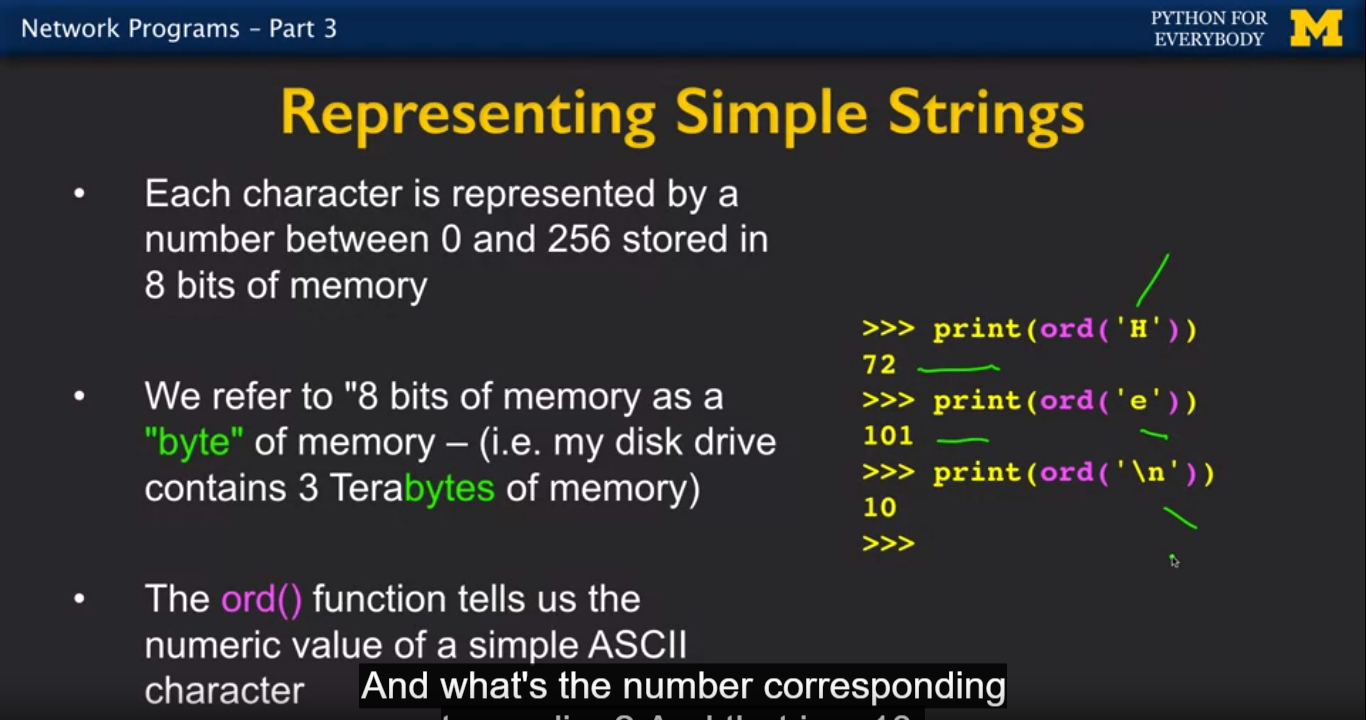 Network Programs – Part 3
PYTHON FOR
EVERYBODY
M
Representing Simple Strings
• Each character is represented by a
number between 0 and 256 stored in
8 bits of memory
• We refer to "8 bits of memory as a
"byte" of memory – (i.e. my disk drive
contains 3 Terabytes of memory)
• The ord() function tells us the
numeric value of a simple ASCII
character
>>> print(ord('H'))
72
>>> print(ord('e'))
101
>>> print(ord('\n'))
10
>>>
And what's the number corresponding